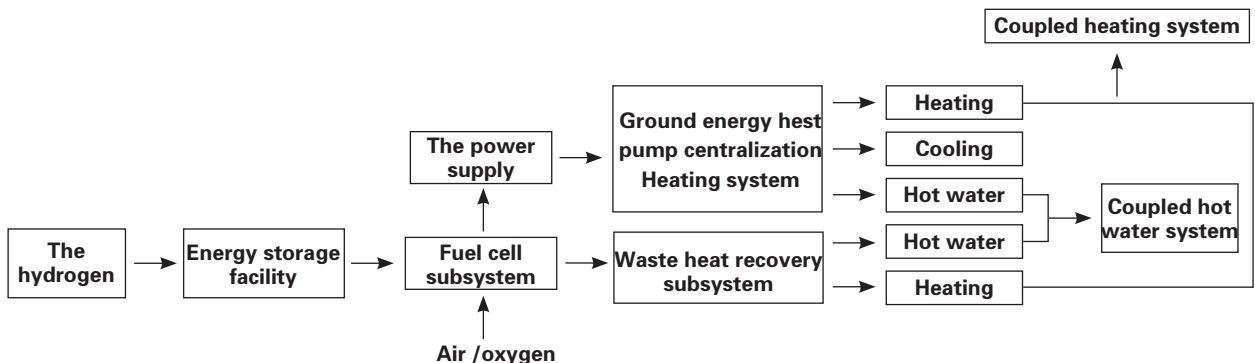 Coupled heating system
Heating
Ground energy hest
pump centralization
Heating system
The power
supply
Cooling
Hot water
Coupled hot
water system
The
hydrogen
Energy storage
facility
Fuel cell
subsystem
Waste heat recovery
subsystem
Hot water
Heating
Air /oxygen